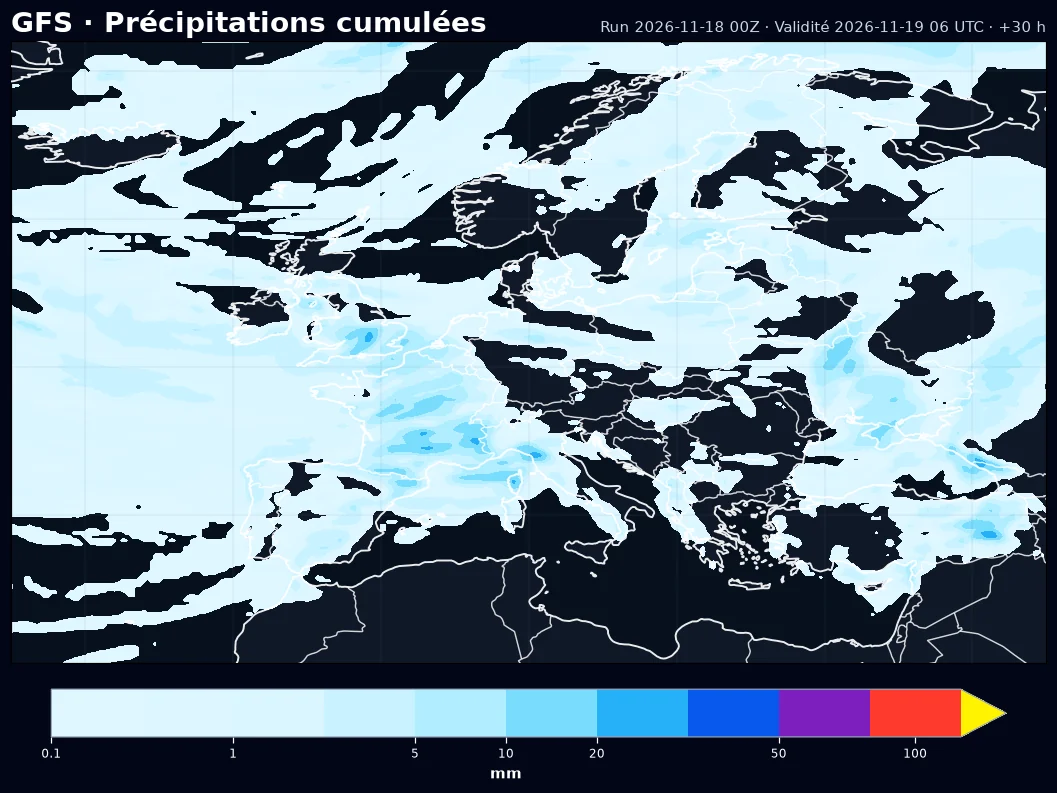 GFS · Précipitations cumulées
Run 2026-11-18 00Z · Validité 2026-11-19 06 UTC · +30 h
0.1 1 5 10 20 50 100
mm